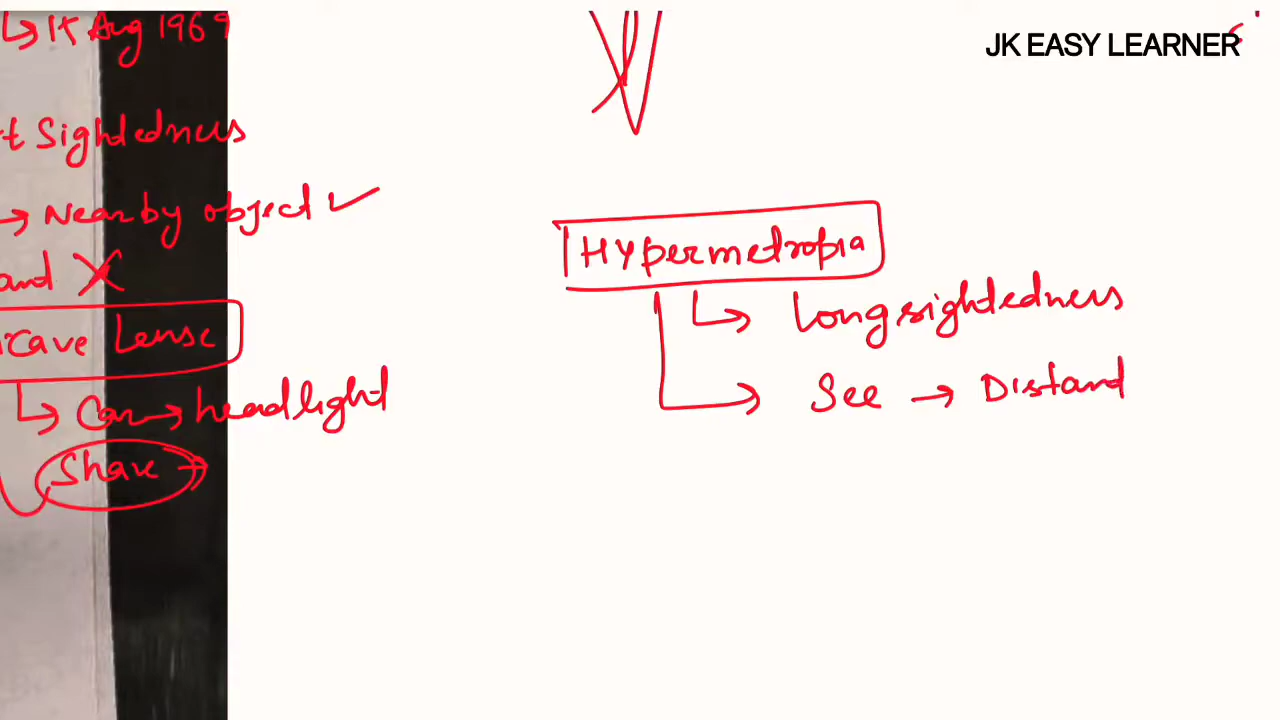 JK EASY LEARNER
↳ 15 Aug 1969
t Sightedness
→ Nearby object ✓
and X
cave Lense
↳ Car → headlight
Shave →
Hypermetropia
↳ Longsightedness
→ See → Distand